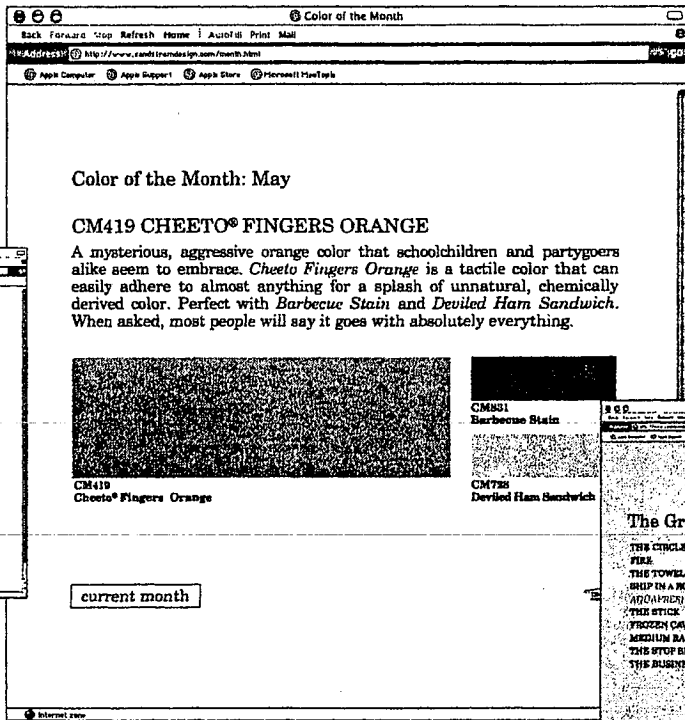 Color of the Month
Back Forward Stop Refresh Home AutoFill Print Mail
Address http://www.sandstromdesign.com/month.html
Apple Computer Apple Support Apple Store Microsoft MacTopia
Color of the Month: May
CM419 CHEETO® FINGERS ORANGE
A mysterious, aggressive orange color that schoolchildren and partygoers
alike seem to embrace. Cheeto Fingers Orange is a tactile color that can
easily adhere to almost anything for a splash of unnatural, chemically
derived color. Perfect with Barbecue Stain and Deviled Ham Sandwich.
When asked, most people will say it goes with absolutely everything.
CM419
Cheeto® Fingers Orange
CM831
Barbecue Stain
CM728
Deviled Ham Sandwich
current month
The Gr
THE CIRCLE
FIRE
THE TOWEL
SHIP IN A
THE STICK
FROZEN
MEDIUM
THE STOP
THE
Internet zone